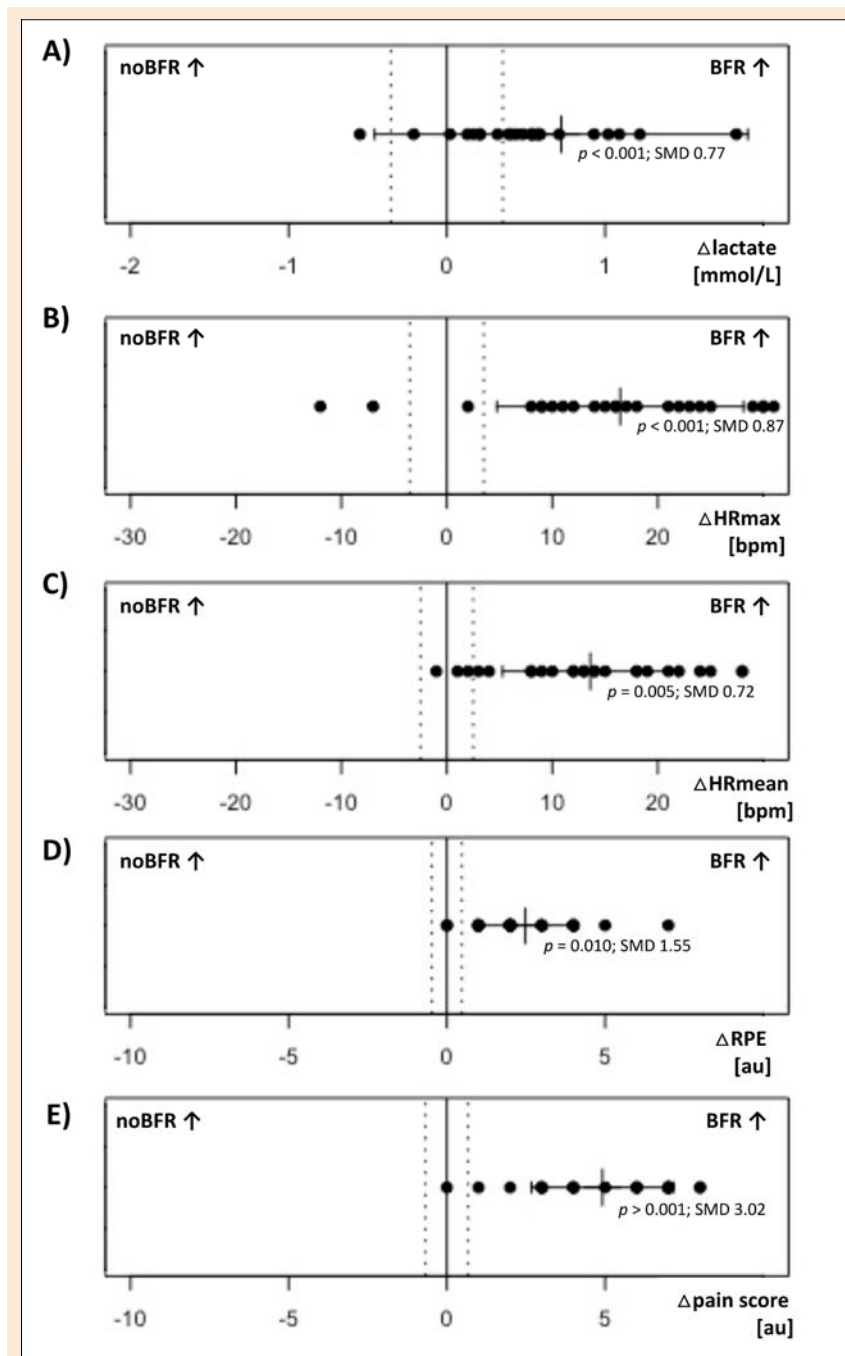 A)
noBFR ↑ BFR ↑
p < 0.001; SMD 0.77
-2 -1 0 1
△lactate
[mmol/L]
B)
noBFR ↑ BFR ↑
p < 0.001; SMD 0.87
-30 -20 -10 0 10 20
△HRmax
[bpm]
C)
noBFR ↑ BFR ↑
p = 0.005; SMD 0.72
-30 -20 -10 0 10 20
△HRmean
[bpm]
D)
noBFR ↑ BFR ↑
p = 0.010; SMD 1.55
-10 -5 0 5
△RPE
[au]
E)
noBFR ↑ BFR ↑
p > 0.001; SMD 3.02
-10 -5 0 5
△pain score
[au]